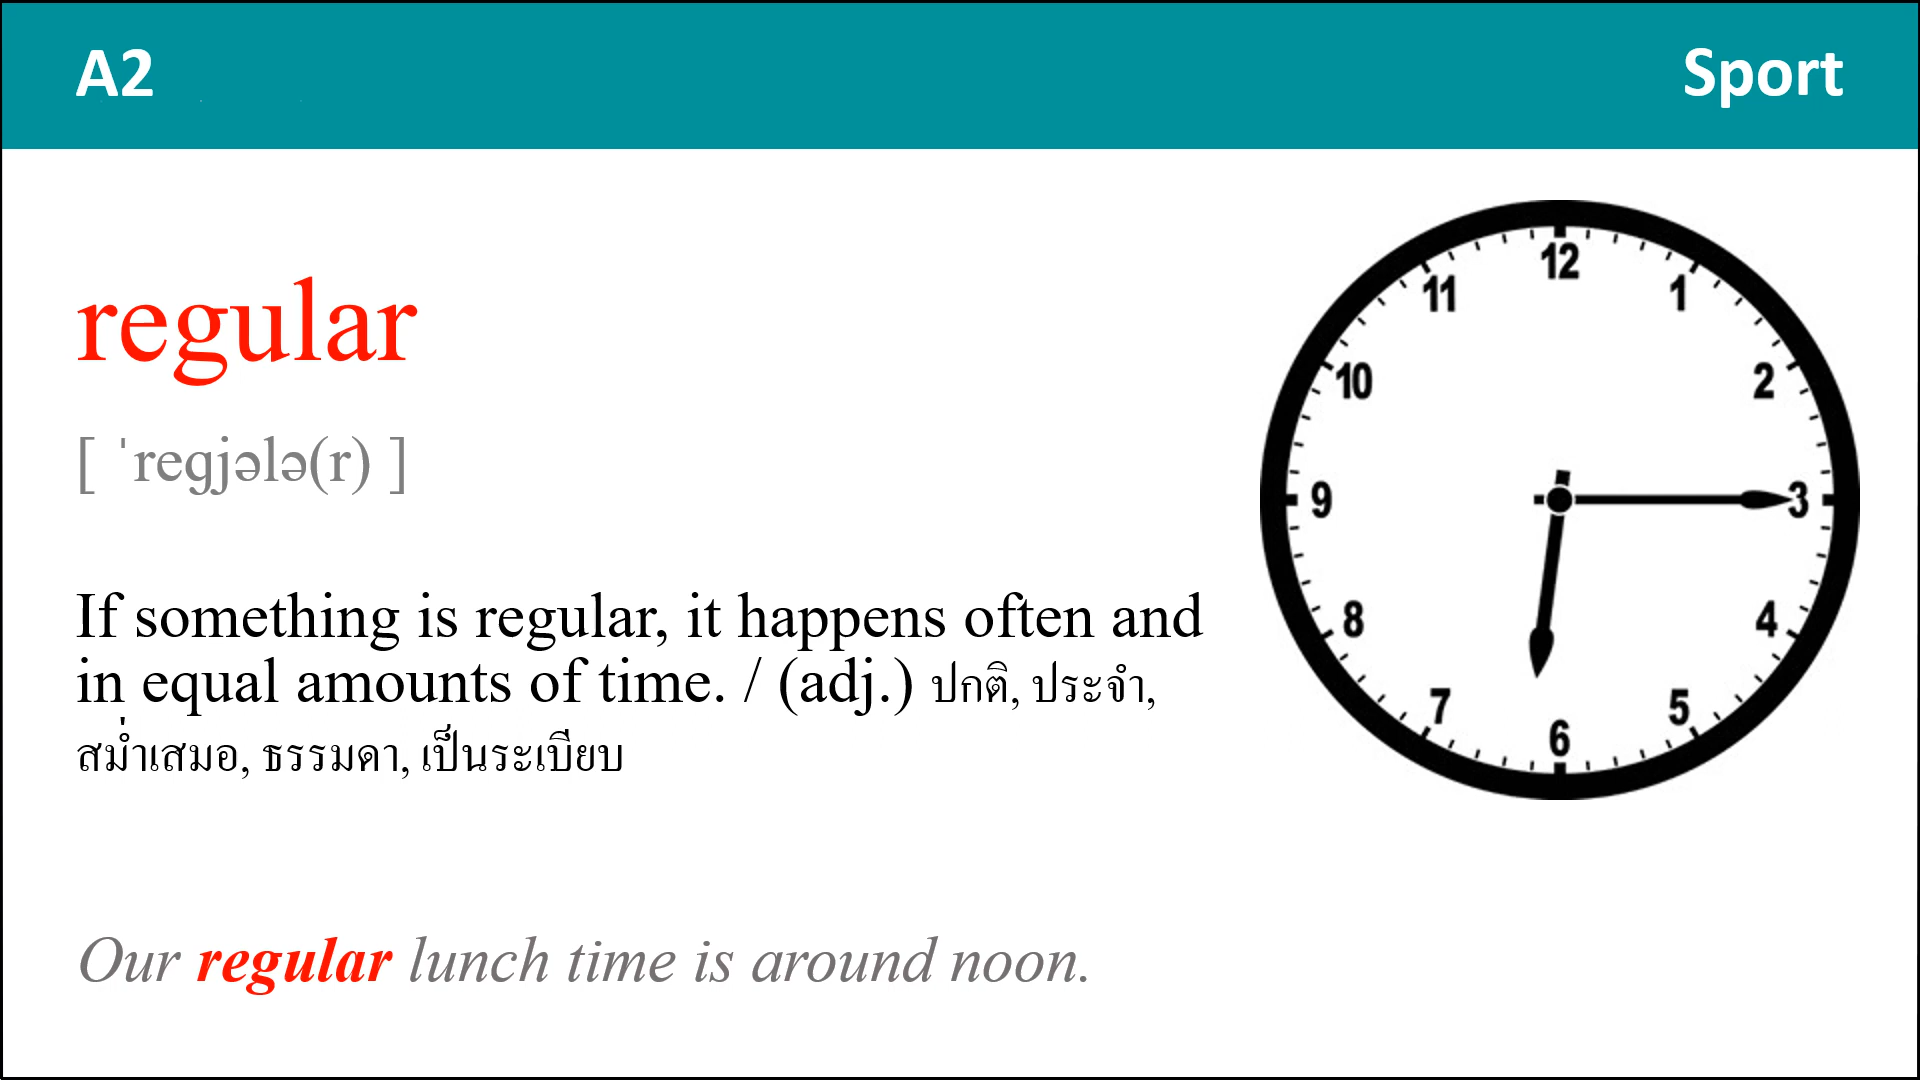 A2
Sport
regular
[ ˈreɡjələ(r) ]
If something is regular, it happens often and
in equal amounts of time. / (adj.) ปกติ, ประจำ,
สม่ำเสมอ, ธรรมดา, เป็นระเบียบ
Our regular lunch time is around noon.
12
11
1
10
2
9
3
8
4
7
5
6